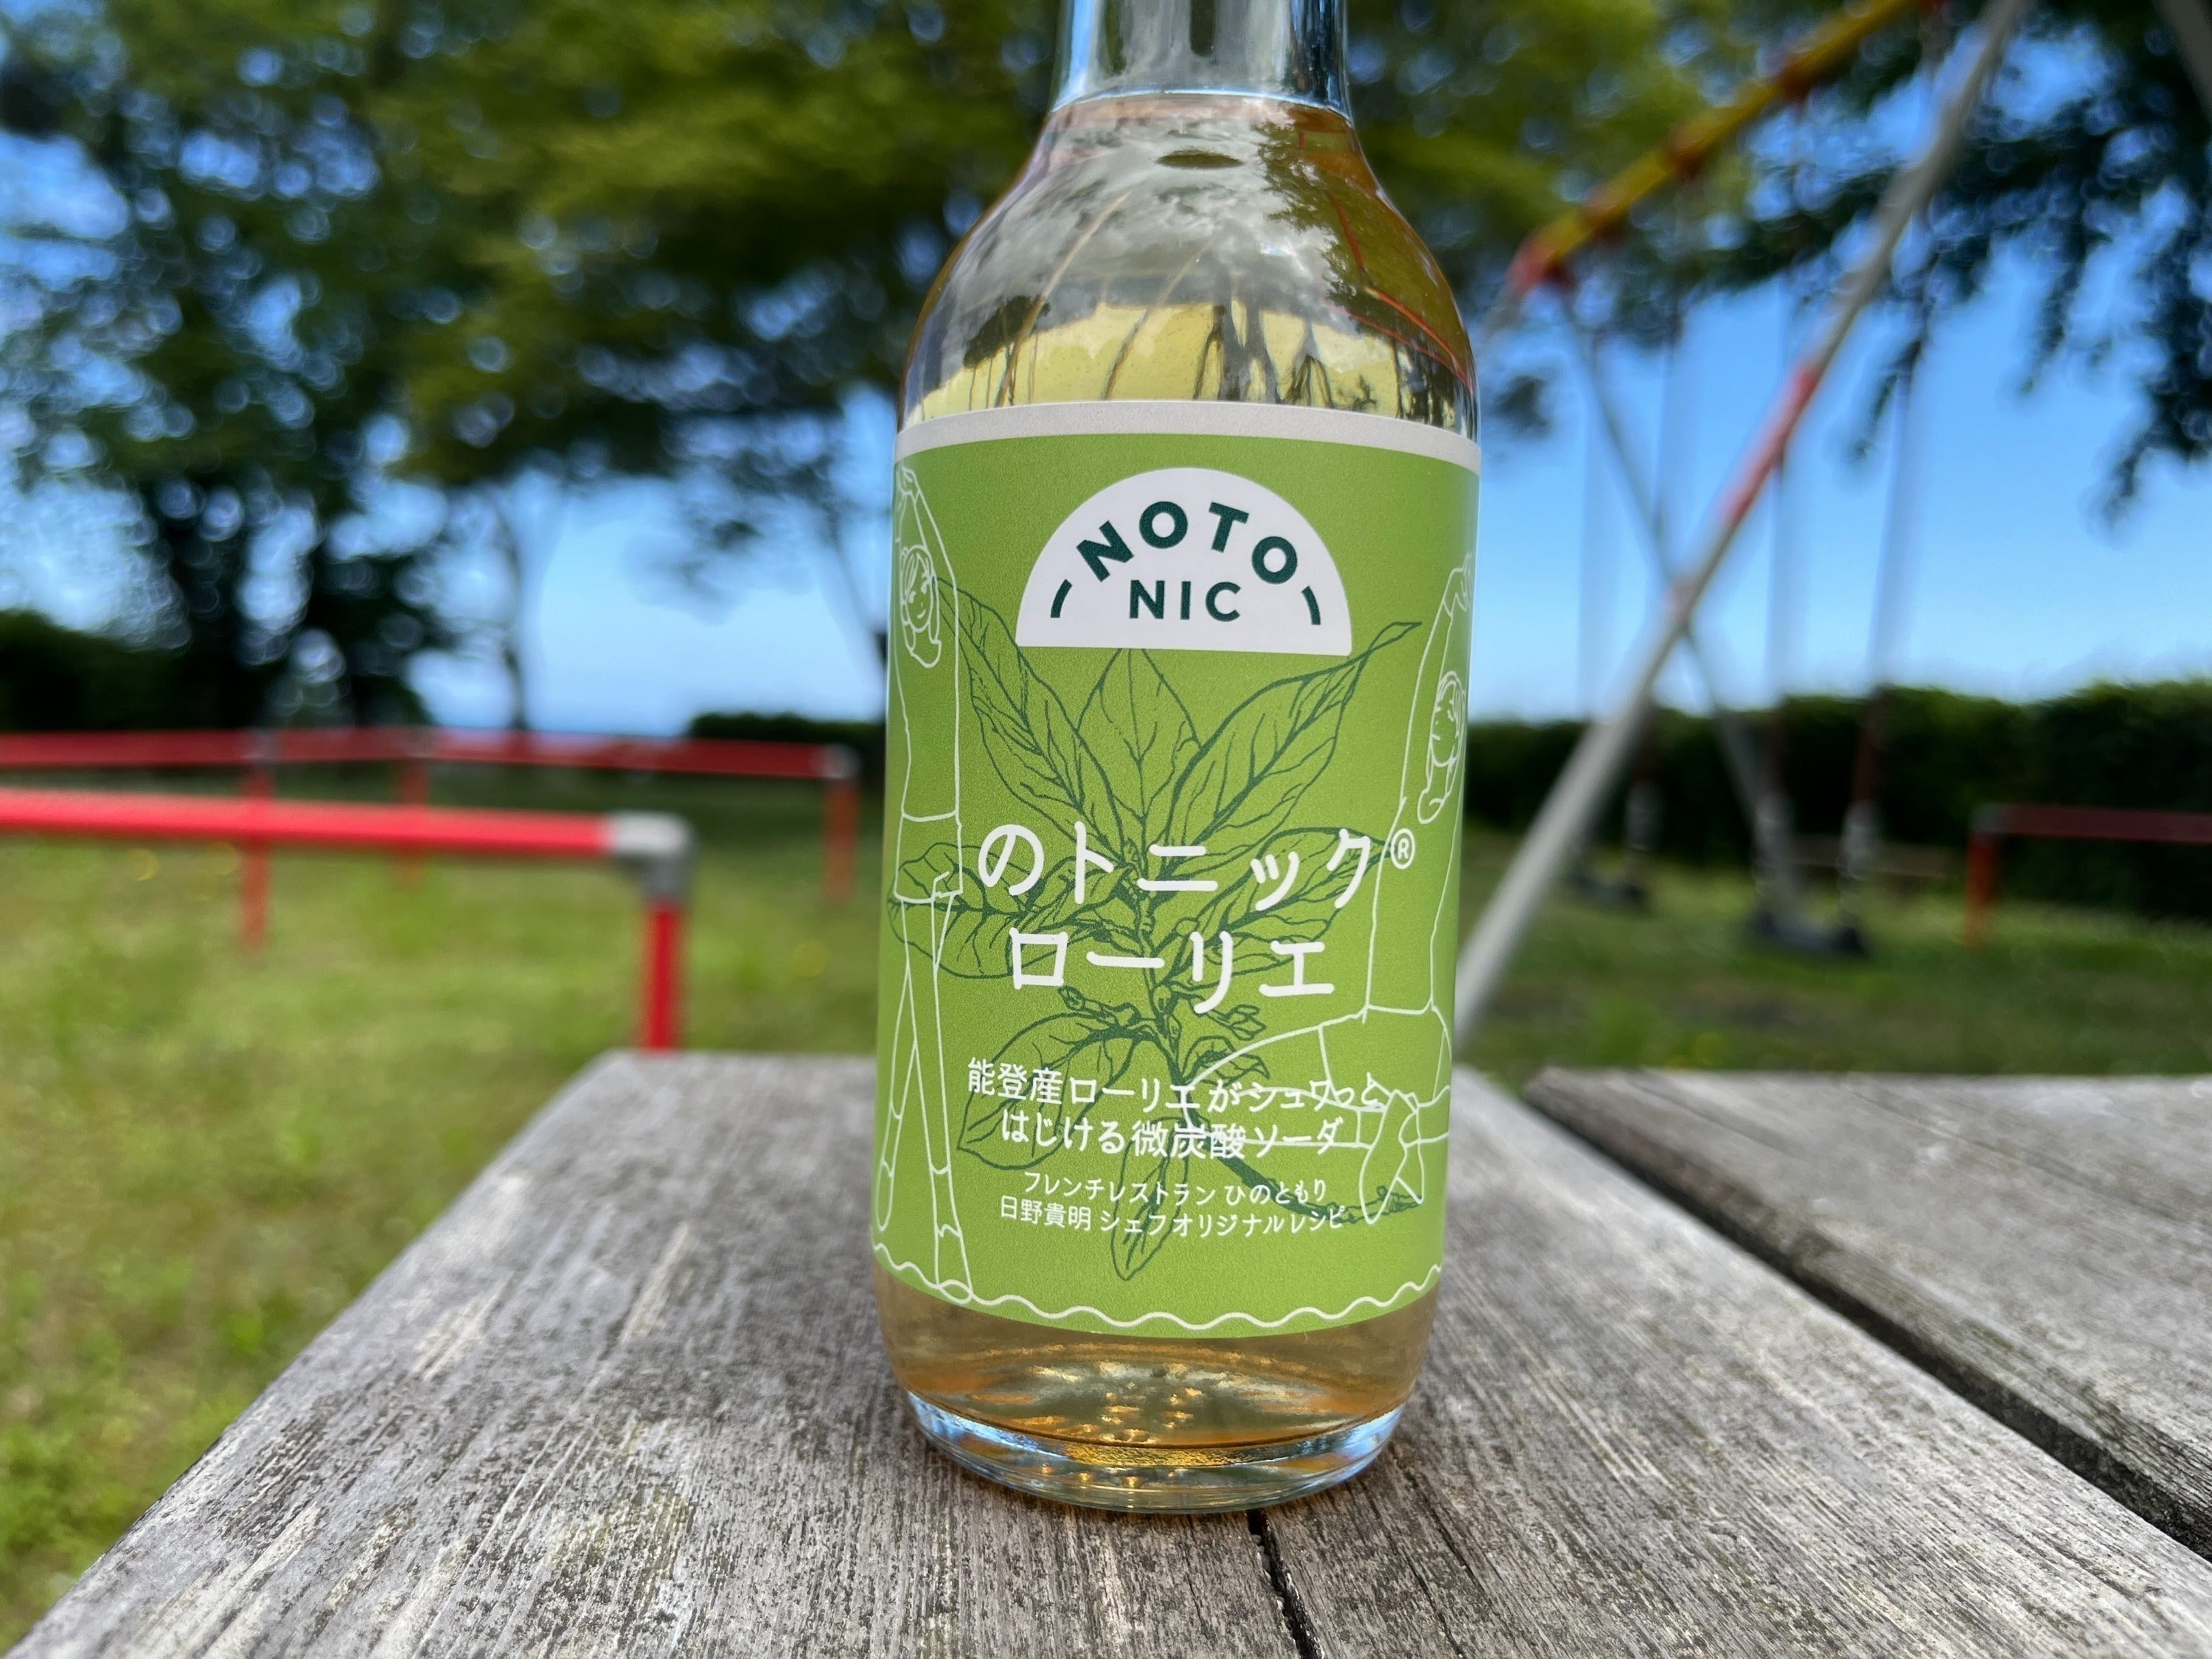 NOTO
NIC
のトニック®
ローリエ
能登産ローリエがシュワっと
はじける微炭酸ソーダ
フレンチレストラン ひのともり
日野貴明 シェフオリジナルレシピ